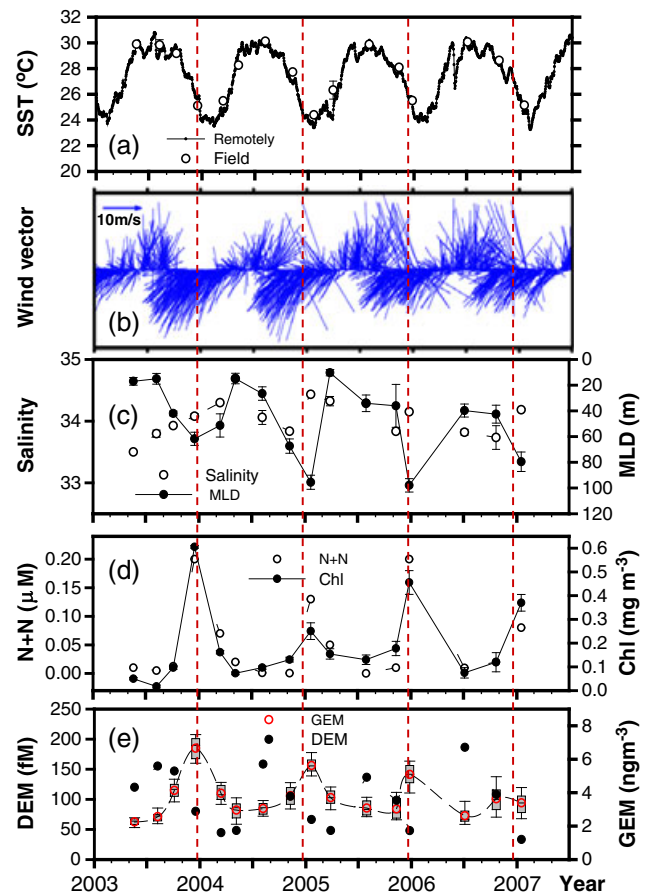 32
30
28
26
24
22
20
SST (°C)
(a)
Remotely
Field
10m/s
Wind vector
(b)
35
34
33
Salinity
(c)
Salinity
MLD
0
20
40
60
80
100
120
MLD (m)
0.20
0.15
0.10
0.05
0.00
N+N (μM)
(d)
N+N
Chl
0.6
0.5
0.4
0.3
0.2
0.1
0.0
Chl (mg m-3)
250
200
150
100
50
0
DEM (fM)
(e)
GEM
DEM
8
6
4
2
0
GEM (ngm-3)
2003 2004 2005 2006 2007 Year